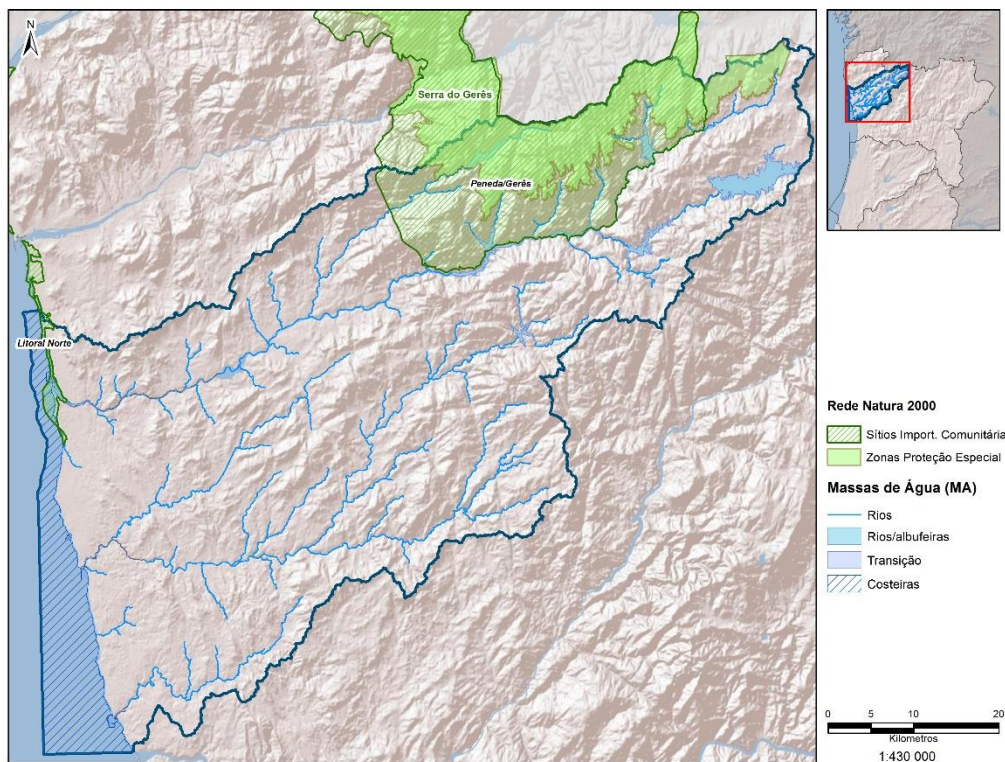 N
Serra do Gerês
Peneda/Gerês
Litoral Norte
Rede Natura 2000
Sítios Import. Comunitária
Zonas Proteção Especial
Massas de Água (MA)
Rios
Rios/albufeiras
Transição
Costeiras
0 5 10 20
Kilometros
1:430 000